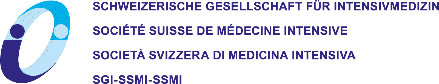 SCHWEIZERISCHE GESELLSCHAFT FÜR INTENSIVMEDIZIN
SOCIÉTÉ SUISSE DE MÉDECINE INTENSIVE
SOCIETÀ SVIZZERA DI MEDICINA INTENSIVA
SGI-SSMI-SSMI